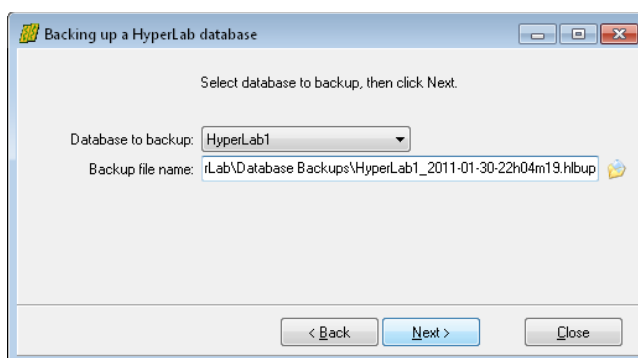 Backing up a HyperLab database
Select database to backup, then click Next.
Database to backup: HyperLab1
Backup file name: rLab\Database Backups\HyperLab1_2011-01-30-22h04m19.hlbup
< Back Next > Close